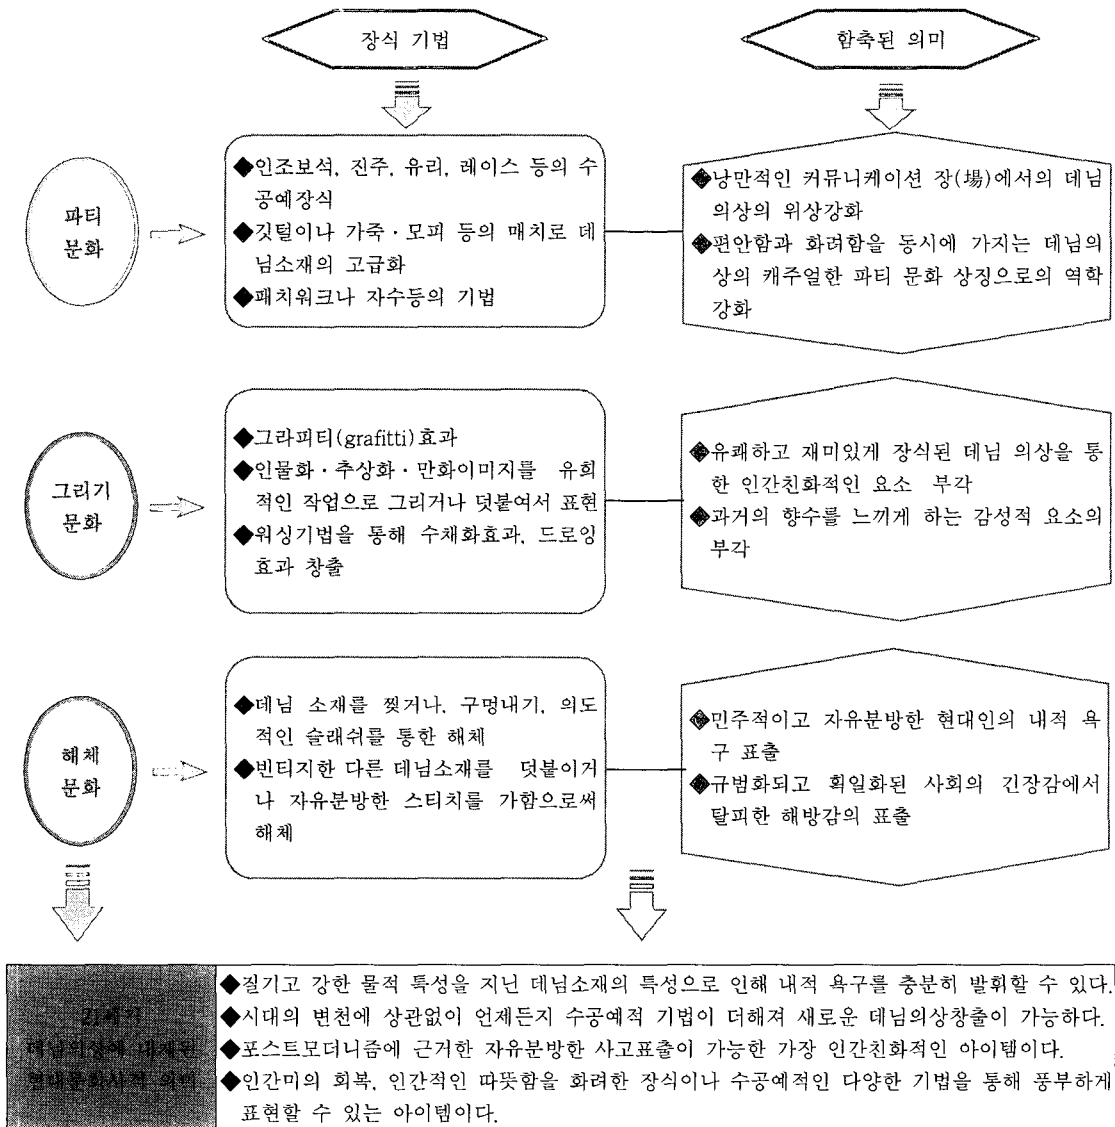 장식 기법
함축된 의미
파티
문화
◆인조보석, 진주, 유리, 레이스 등의 수
공예장식
◆깃털이나 가죹·모피 등의 매치로 데
님소재의 고급화
◆패치워크나 자수등의 기법
◆낭만적인 커뮤니케이션 장(場)에서의 데님
의상의 위상강화
◆편안함과 화려함을 동시에 가지는 데님의
상의 캐주얼한 파티 문화 상징으로의 역학
강화
그리기
문화
◆그라피티(grafitti)효과
◆인물화·추상화·만화이미지를 유희
적인 작업으로 그리거나 덧붙여서 표현
◆워싱기법을 통해 수채화효과, 드로잉
효과 창출
◆유쾌하고 재미있게 장식된 데님 의상을 통
한 인간친화적인 요소 부각
◆과거의 향수를 느끼게 하는 감성적 요소의
부각
해체
문화
◆데님 소재를 찢거나, 구멍내기, 의도
적인 슬래쉬를 통한 해체
◆빈티지한 다른 데님소재를 덧붙이거
나 자유분방한 스티치를 가함으로써
해체
◆민주적이고 자유분방한 현대인의 내적 욕
구 표출
◆규범화되고 획일화된 사회의 긴장감에서
탈피한 해방감의 표출
21세기
데님의상에 내재된
현대문화사적 의미
◆질기고 강한 물적 특성을 지닌 데님소재의 특성으로 인해 내적 욕구를 충분히 발휘할 수 있다.
◆시대의 변천에 상관없이 언제든지 수공예적 기법이 더해져 새로운 데님의상창출이 가능하다.
◆포스트모더니즘에 근거한 자유분방한 사고표출이 가능한 가장 인간친화적인 아이템이다.
◆인간미의 회복, 인간적인 따뜻함을 화려한 장식이나 수공예적인 다양한 기법을 통해 풍부하게
표현할 수 있는 아이템이다.